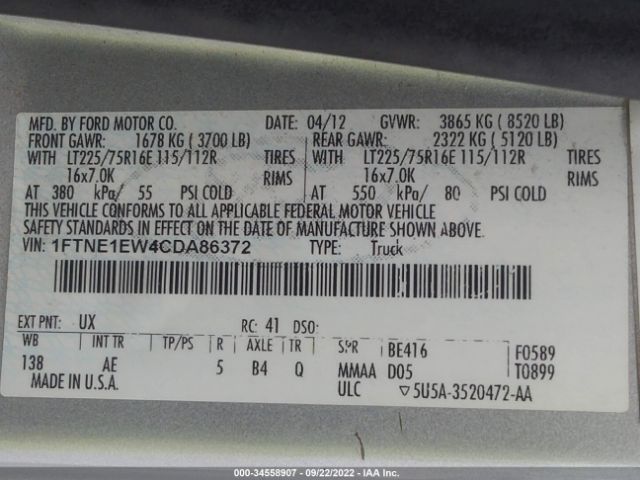 MFD. BY FORD MOTOR CO. DATE: 04/12 GVWR: 3865 KG ( 8520 LB)
FRONT GAWR: 1678 KG ( 3700 LB) REAR GAWR: 2322 KG ( 5120 LB)
WITH LT225/75R16E 115/112R TIRES WITH LT225/75R16E 115/112R TIRES
16x7.0K RIMS 16x7.0K RIMS
AT 380 kPa/ 55 PSI COLD AT 550 kPa/ 80 PSI COLD
THIS VEHICLE CONFORMS TO ALL APPLICABLE FEDERAL MOTOR VEHICLE
SAFETY STANDARDS IN EFFECT ON THE DATE OF MANUFACTURE SHOWN ABOVE.
VIN: 1FTNE1EW4CDA86372 TYPE: Truck
EXT PNT: UX RC: 41 DSO:
WB INT TR TP/PS R AXLE TR SPR BE416 F0589
138 AE 5 B4 Q MMAA D05 T0899
MADE IN U.S.A. ULC ▽5U5A-3520472-AA
000-34558907 - 09/22/2022 - IAA Inc.